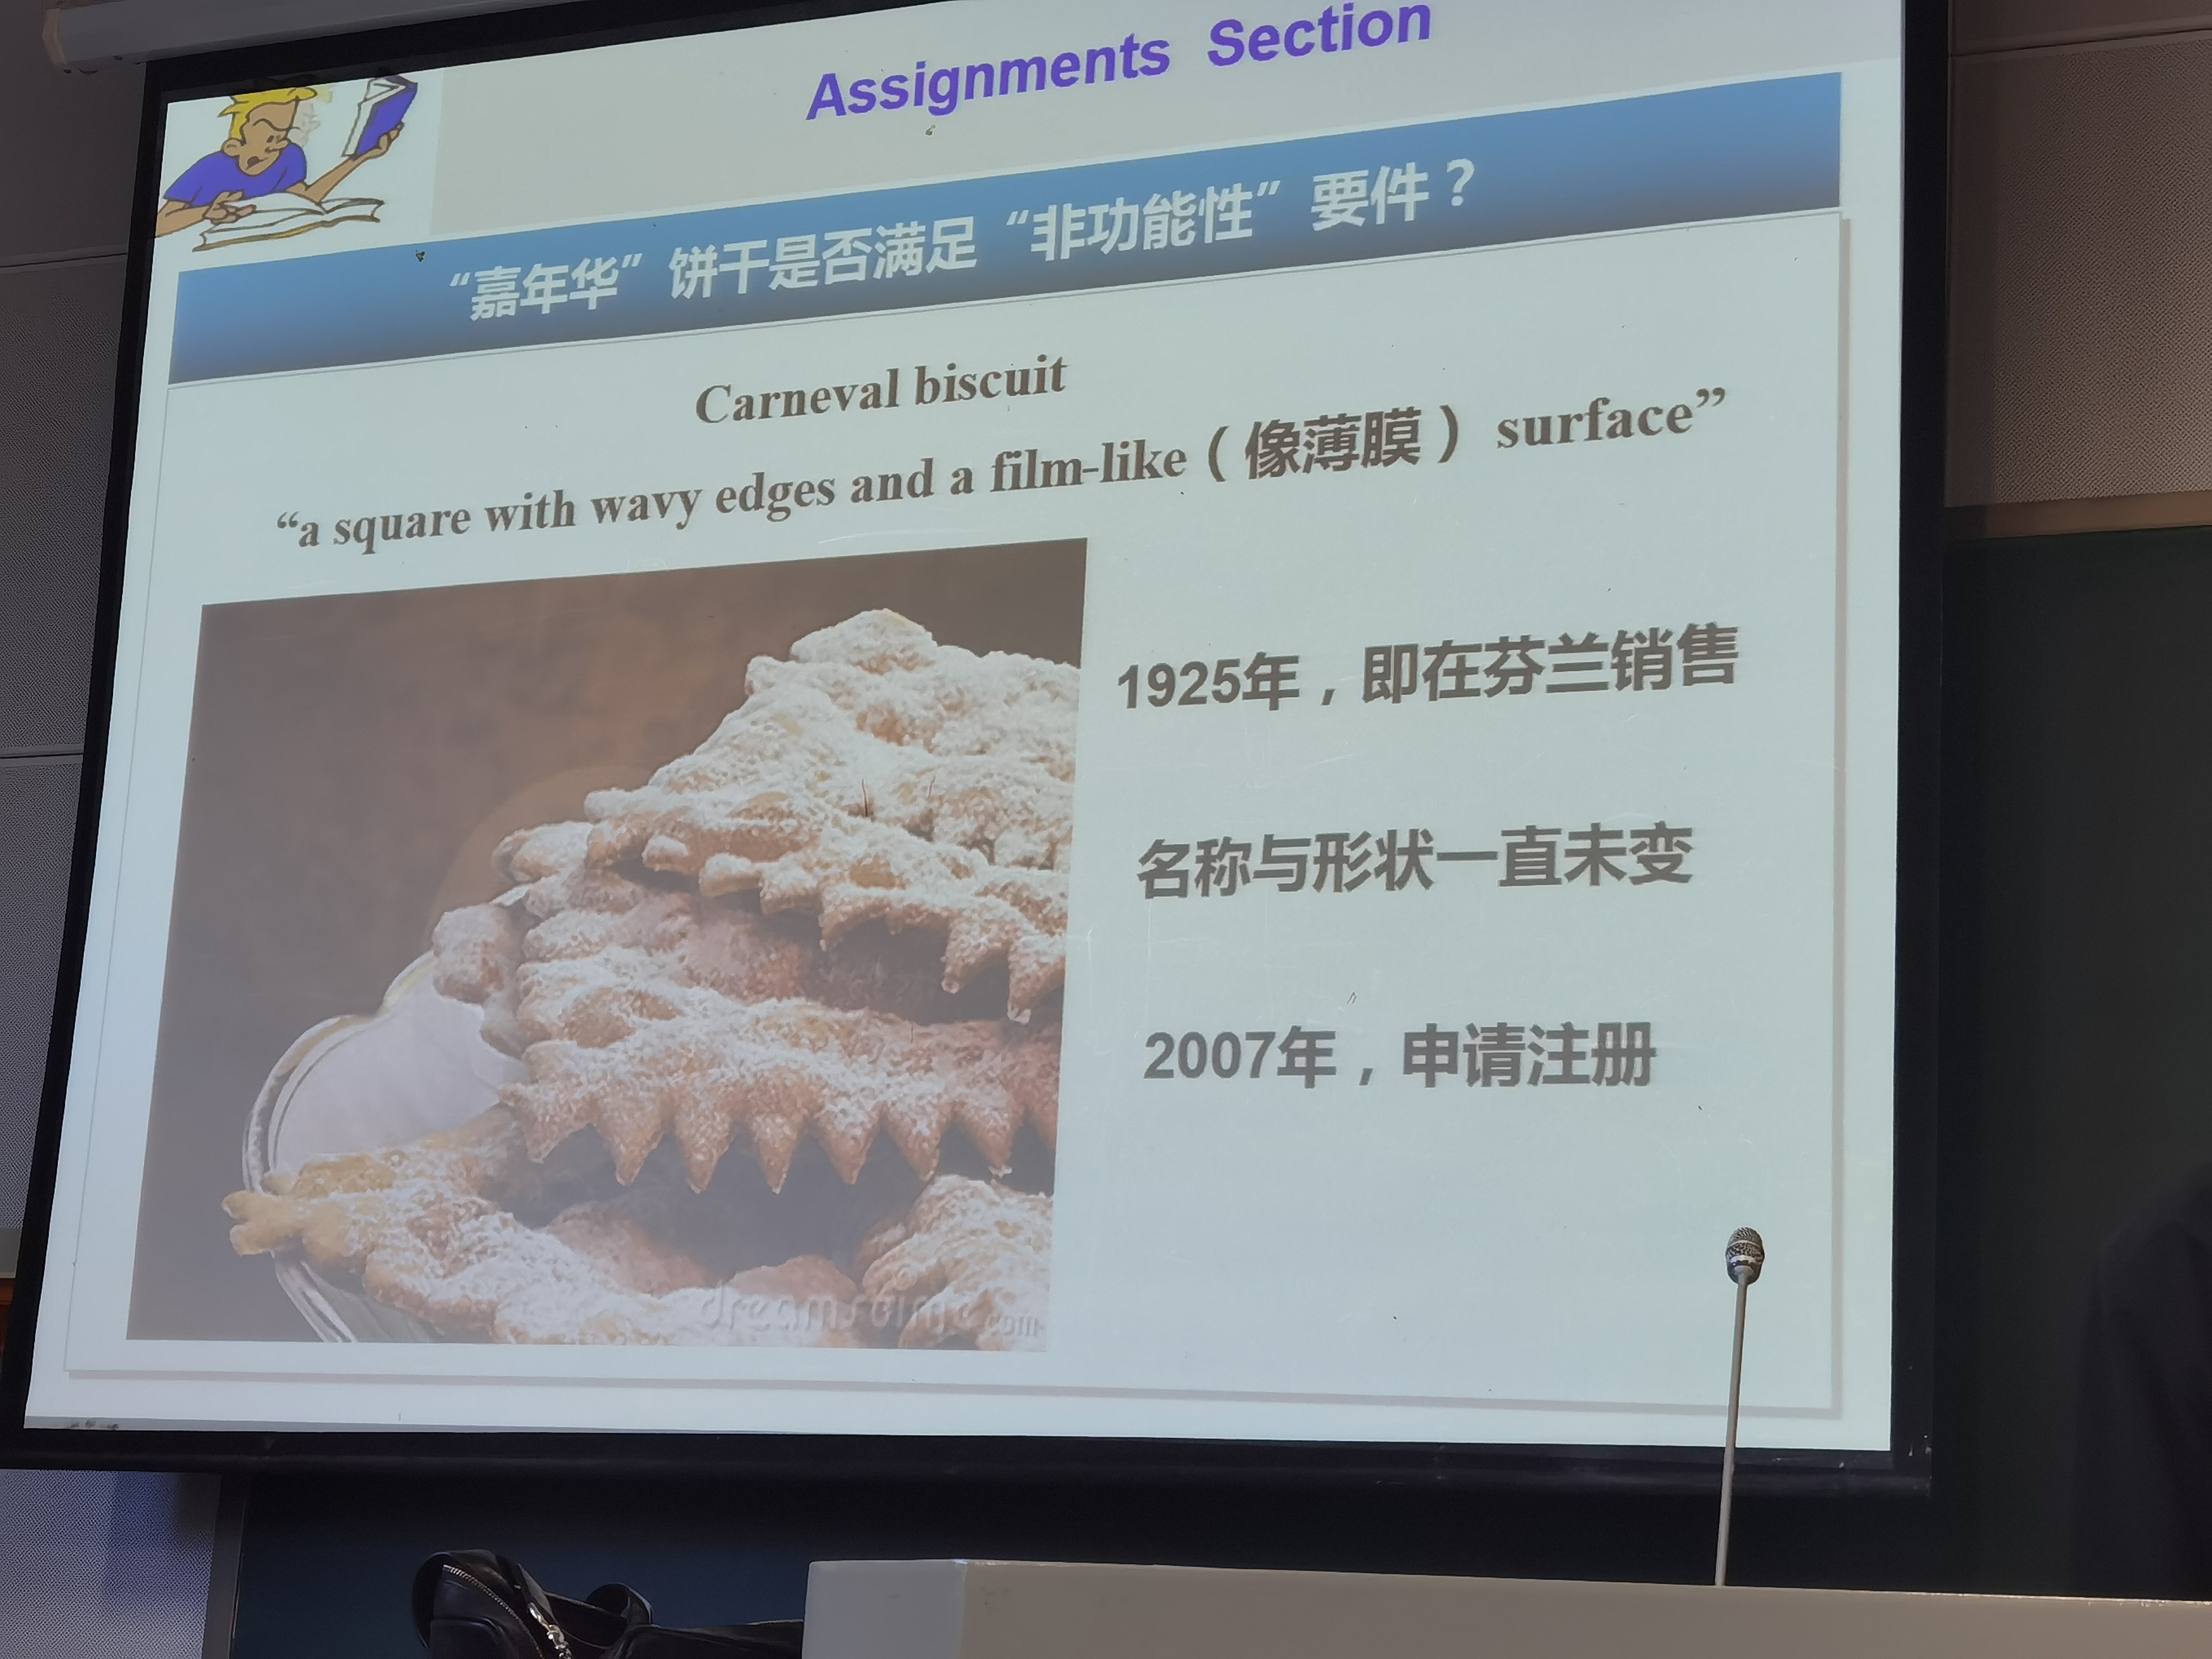 Assignments Section
“嘉年华”饼干是否满足“非功能性”要件？
Carneval biscuit
“a square with wavy edges and a film-like（像薄膜） surface”
1925年，即在芬兰销售
名称与形状一直未变
2007年，申请注册